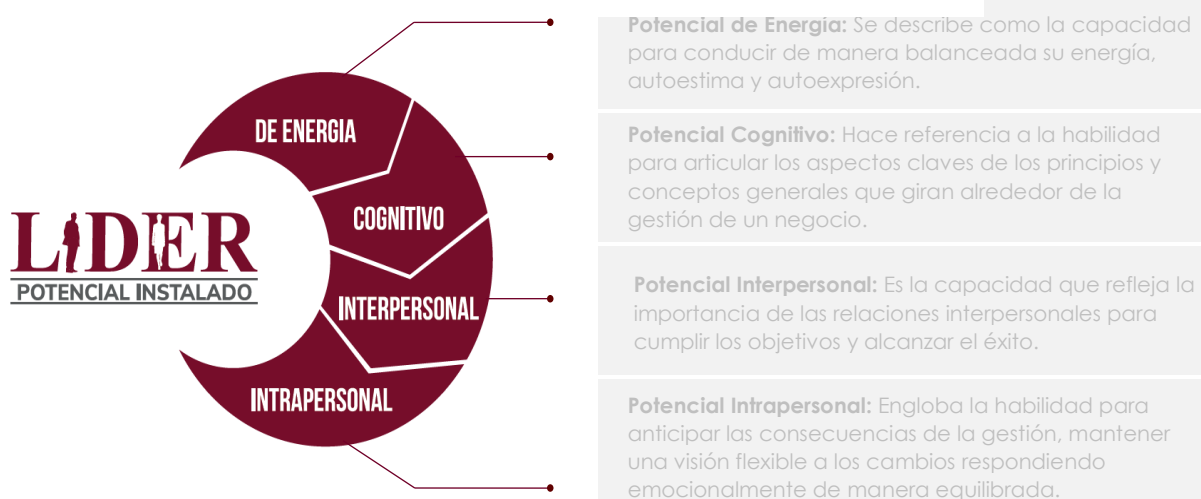 LIDER
POTENCIAL INSTALADO
DE ENERGIA
COGNITIVO
INTERPERSONAL
INTRAPERSONAL
Potencial de Energía: Se describe como la capacidad
para conducir de manera balanceada su energía,
autoestima y autoexpresión.
Potencial Cognitivo: Hace referencia a la habilidad
para articular los aspectos claves de los principios y
conceptos generales que giran alrededor de la
gestión de un negocio.
Potencial Interpersonal: Es la capacidad que refleja la
importancia de las relaciones interpersonales para
cumplir los objetivos y alcanzar el éxito.
Potencial Intrapersonal: Engloba la habilidad para
anticipar las consecuencias de la gestión, mantener
una visión flexible a los cambios respondiendo
emocionalmente de manera equilibrada.